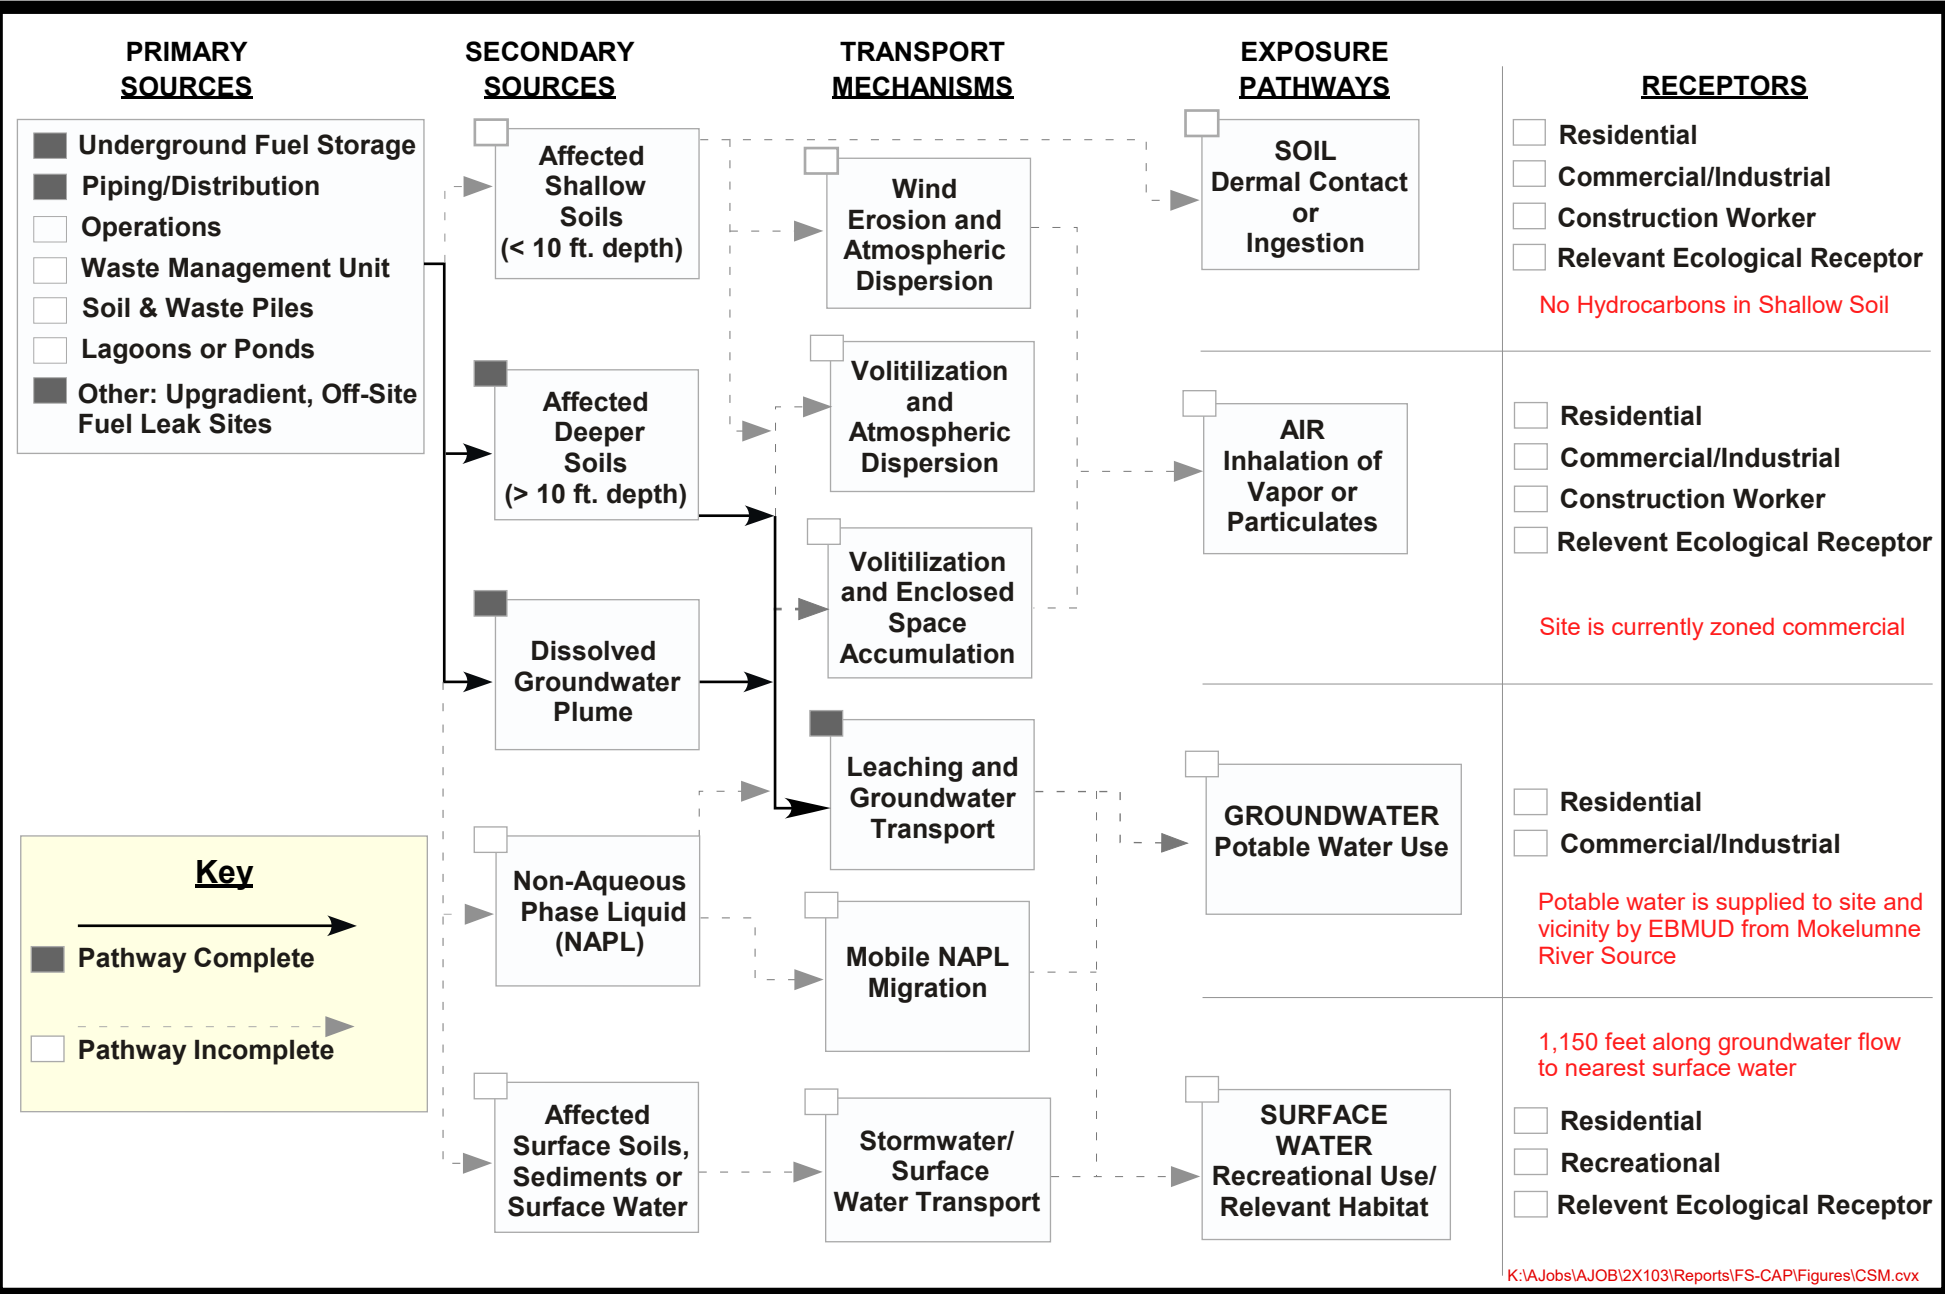 PRIMARY
SOURCES
Underground Fuel Storage
Piping/Distribution
Operations
Waste Management Unit
Soil & Waste Piles
Lagoons or Ponds
Other: Upgradient, Off-Site
Fuel Leak Sites
Key
Pathway Complete
Pathway Incomplete
SECONDARY
SOURCES
Affected
Shallow
Soils
(< 10 ft. depth)
Affected
Deeper
Soils
(> 10 ft. depth)
Dissolved
Groundwater
Plume
Non-Aqueous
Phase Liquid
(NAPL)
Affected
Surface Soils,
Sediments or
Surface Water
TRANSPORT
MECHANISMS
Wind
Erosion and
Atmospheric
Dispersion
Volitilization
and
Atmospheric
Dispersion
Volitilization
and Enclosed
Space
Accumulation
Leaching and
Groundwater
Transport
Mobile NAPL
Migration
Stormwater/
Surface
Water Transport
EXPOSURE
PATHWAYS
SOIL
Dermal Contact
or
Ingestion
AIR
Inhalation of
Vapor or
Particulates
GROUNDWATER
Potable Water Use
SURFACE
WATER
Recreational Use/
Relevant Habitat
RECEPTORS
Residential
Commercial/Industrial
Construction Worker
Relevant Ecological Receptor
No Hydrocarbons in Shallow Soil
Residential
Commercial/Industrial
Construction Worker
Relevent Ecological Receptor
Site is currently zoned commercial
Residential
Commercial/Industrial
Potable water is supplied to site and
vicinity by EBMUD from Mokelumne
River Source
1,150 feet along groundwater flow
to nearest surface water
Residential
Recreational
Relevent Ecological Receptor
K:\AJobs\AJOB\2X103\Reports\FS-CAP\Figures\CSM.cvx